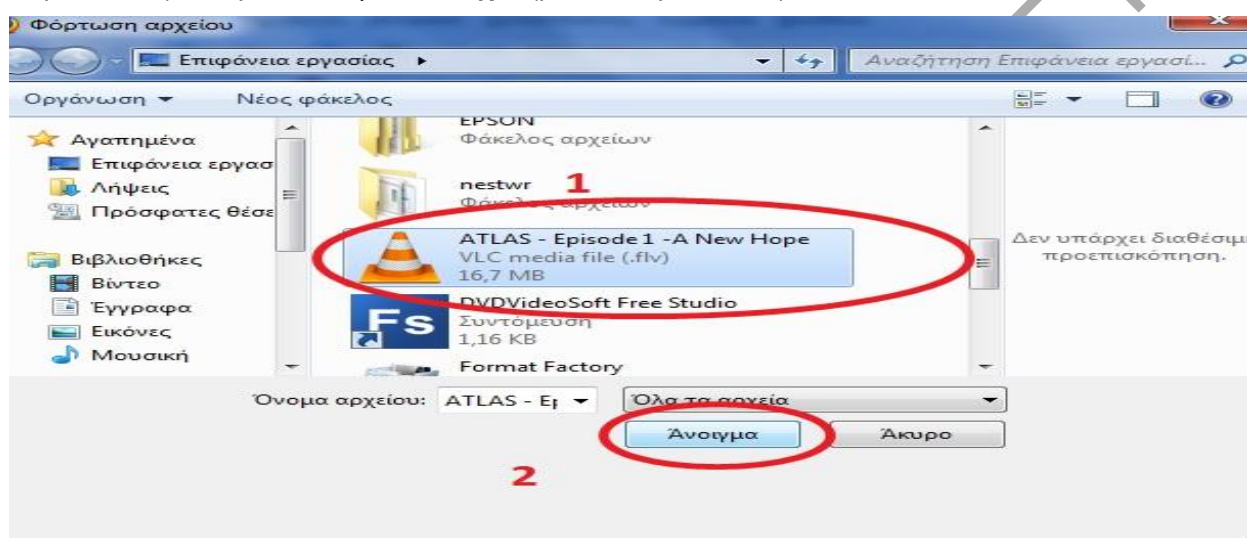 Φόρτωση αρχείου
Επιφάνεια εργασίας
Αναζήτηση Επιφάνεια εργασί...
Οργάνωση
Νέος φάκελος
Αγαπημένα
Επιφάνεια εργασ
Λήψεις
Πρόσφατες θέσε
Βιβλιοθήκες
Βίντεο
Έγγραφα
Εικόνες
Μουσική
EPSON
Φάκελος αρχείων
nestwr
1
Φάκελος αρχείων
ATLAS - Episode 1 -A New Hope
VLC media file (.flv)
16,7 MB
DVDVideoSoft Free Studio
Συντόμευση
1,16 KB
Format Factory
Δεν υπάρχει διαθέσιμ
προεπισκόπηση.
Όνομα αρχείου:
ATLAS - Ep
Όλα τα αρχεία
Άνοιγμα
Άκυρο
2